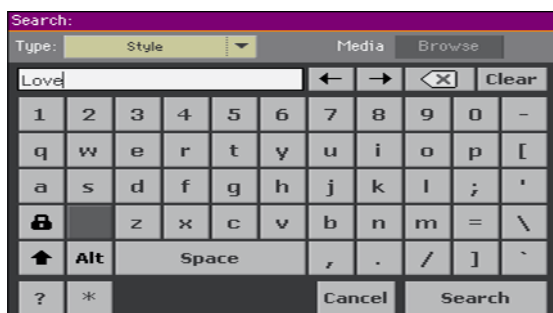 Search:
Type: Style Media Browse
Love ← → Clear
1 2 3 4 5 6 7 8 9 0 -
q w e r t y u i o p [
a s d f g h j k l ; '
z x c v b n m = \
Alt Space , . / ] `
? * Cancel Search